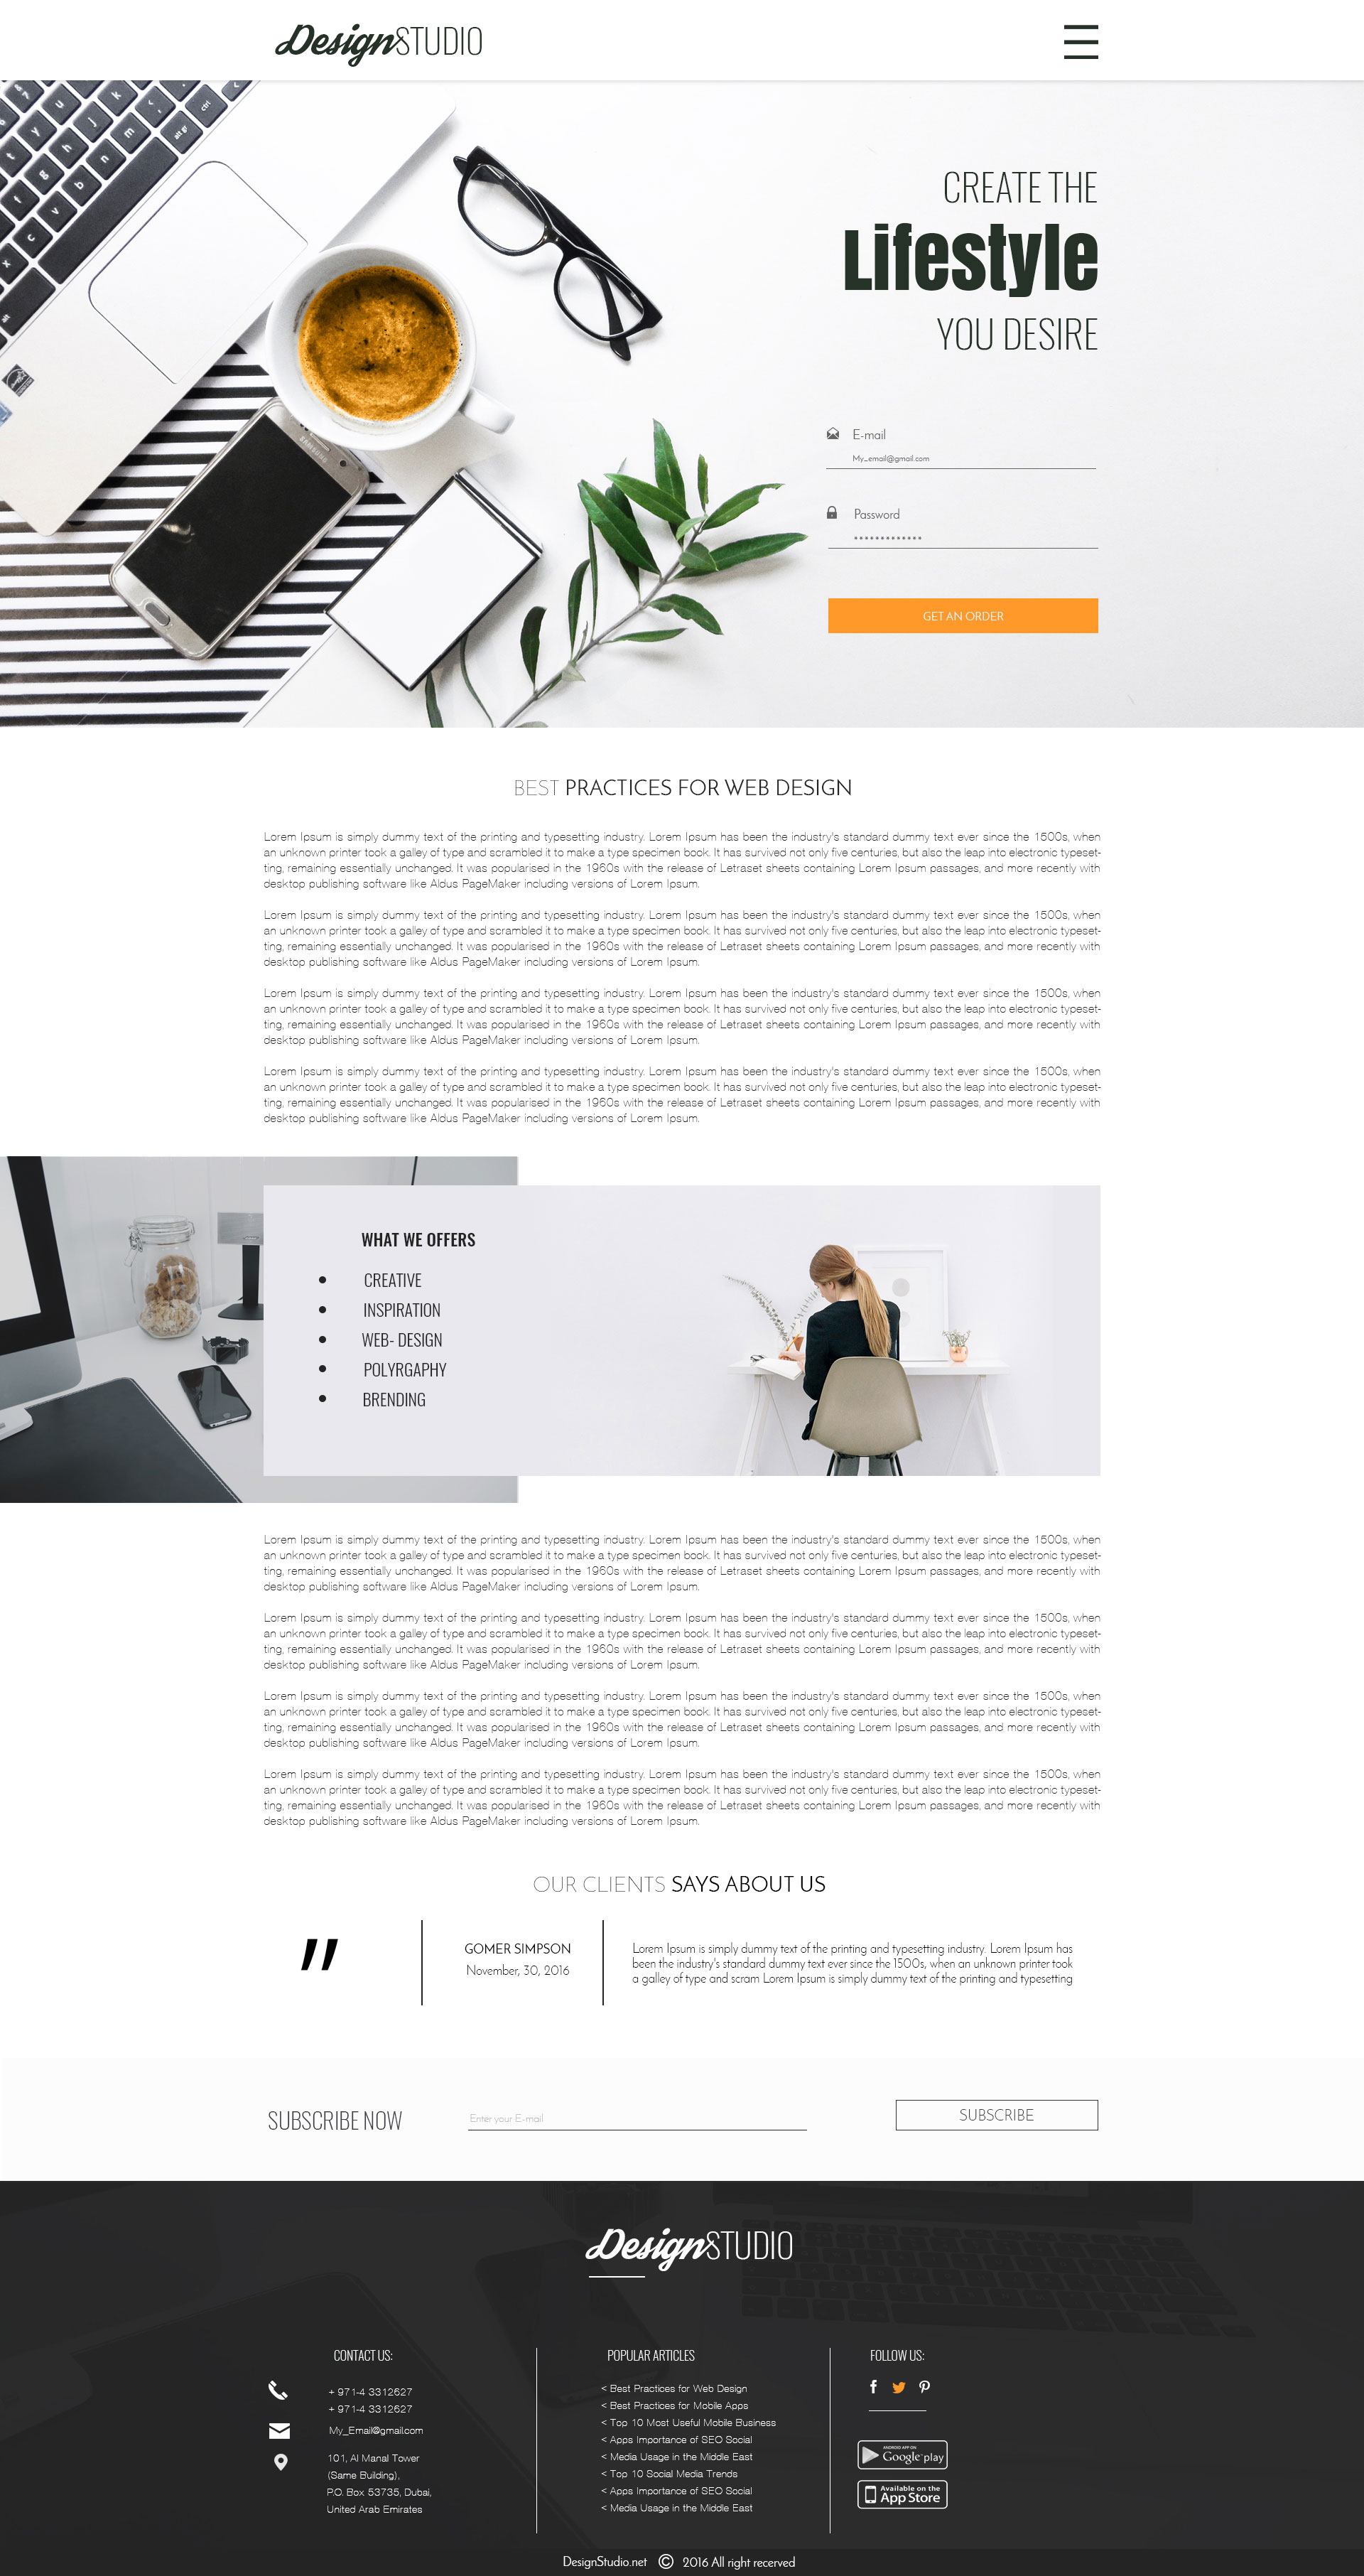 DesignSTUDIO
CREATE THE
Lifestyle
YOU DESIRE
E-mail
My_email@gmail.com
Password
GET AN ORDER
ctrl
alt gr
alt
SAMSUNG
BEST PRACTICES FOR WEB DESIGN
Lorem Ipsum is simply dummy text of the printing and typesetting industry. Lorem Ipsum has been the industry's standard dummy text ever since the 1500s, when
an unknown printer took a galley of type and scrambled it to make a type specimen book. It has survived not only five centuries, but also the leap into electronic typeset-
ting, remaining essentially unchanged. It was popularised in the 1960s with the release of Letraset sheets containing Lorem Ipsum passages, and more recently with
desktop publishing software like Aldus PageMaker including versions of Lorem Ipsum.
Lorem Ipsum is simply dummy text of the printing and typesetting industry. Lorem Ipsum has been the industry's standard dummy text ever since the 1500s, when
an unknown printer took a galley of type and scrambled it to make a type specimen book. It has survived not only five centuries, but also the leap into electronic typeset-
ting, remaining essentially unchanged. It was popularised in the 1960s with the release of Letraset sheets containing Lorem Ipsum passages, and more recently with
desktop publishing software like Aldus PageMaker including versions of Lorem Ipsum.
Lorem Ipsum is simply dummy text of the printing and typesetting industry. Lorem Ipsum has been the industry's standard dummy text ever since the 1500s, when
an unknown printer took a galley of type and scrambled it to make a type specimen book. It has survived not only five centuries, but also the leap into electronic typeset-
ting, remaining essentially unchanged. It was popularised in the 1960s with the release of Letraset sheets containing Lorem Ipsum passages, and more recently with
desktop publishing software like Aldus PageMaker including versions of Lorem Ipsum.
Lorem Ipsum is simply dummy text of the printing and typesetting industry. Lorem Ipsum has been the industry's standard dummy text ever since the 1500s, when
an unknown printer took a galley of type and scrambled it to make a type specimen book. It has survived not only five centuries, but also the leap into electronic typeset-
ting, remaining essentially unchanged. It was popularised in the 1960s with the release of Letraset sheets containing Lorem Ipsum passages, and more recently with
desktop publishing software like Aldus PageMaker including versions of Lorem Ipsum.
WHAT WE OFFERS
• CREATIVE
• INSPIRATION
• WEB- DESIGN
• POLYRGAPHY
• BRENDING
Lorem Ipsum is simply dummy text of the printing and typesetting industry. Lorem Ipsum has been the industry's standard dummy text ever since the 1500s, when
an unknown printer took a galley of type and scrambled it to make a type specimen book. It has survived not only five centuries, but also the leap into electronic typeset-
ting, remaining essentially unchanged. It was popularised in the 1960s with the release of Letraset sheets containing Lorem Ipsum passages, and more recently with
desktop publishing software like Aldus PageMaker including versions of Lorem Ipsum.
Lorem Ipsum is simply dummy text of the printing and typesetting industry. Lorem Ipsum has been the industry's standard dummy text ever since the 1500s, when
an unknown printer took a galley of type and scrambled it to make a type specimen book. It has survived not only five centuries, but also the leap into electronic typeset-
ting, remaining essentially unchanged. It was popularised in the 1960s with the release of Letraset sheets containing Lorem Ipsum passages, and more recently with
desktop publishing software like Aldus PageMaker including versions of Lorem Ipsum.
Lorem Ipsum is simply dummy text of the printing and typesetting industry. Lorem Ipsum has been the industry's standard dummy text ever since the 1500s, when
an unknown printer took a galley of type and scrambled it to make a type specimen book. It has survived not only five centuries, but also the leap into electronic typeset-
ting, remaining essentially unchanged. It was popularised in the 1960s with the release of Letraset sheets containing Lorem Ipsum passages, and more recently with
desktop publishing software like Aldus PageMaker including versions of Lorem Ipsum.
Lorem Ipsum is simply dummy text of the printing and typesetting industry. Lorem Ipsum has been the industry's standard dummy text ever since the 1500s, when
an unknown printer took a galley of type and scrambled it to make a type specimen book. It has survived not only five centuries, but also the leap into electronic typeset-
ting, remaining essentially unchanged. It was popularised in the 1960s with the release of Letraset sheets containing Lorem Ipsum passages, and more recently with
desktop publishing software like Aldus PageMaker including versions of Lorem Ipsum.
OUR CLIENTS SAYS ABOUT US
"
GOMER SIMPSON
November, 30, 2016
Lorem Ipsum is simply dummy text of the printing and typesetting industry. Lorem Ipsum has
been the industry's standard dummy text ever since the 1500s, when an unknown printer took
a galley of type and scram Lorem Ipsum is simply dummy text of the printing and typesetting
SUBSCRIBE NOW
Enter your E-mail
SUBSCRIBE
DesignSTUDIO
CONTACT US:
+ 971-4 3312627
+ 971-4 3312627
My_Email@gmail.com
101, Al Manal Tower
(Same Building),
P.O. Box 53735, Dubai,
United Arab Emirates
POPULAR ARTICLES
< Best Practices for Web Design
< Best Practices for Mobile Apps
< Top 10 Most Useful Mobile Business
< Apps Importance of SEO Social
< Media Usage in the Middle East
< Top 10 Social Media Trends
< Apps Importance of SEO Social
< Media Usage in the Middle East
FOLLOW US:
ANDROID APP ON
Google play
Available on the
App Store
DesignStudio.net © 2016 All right recerved